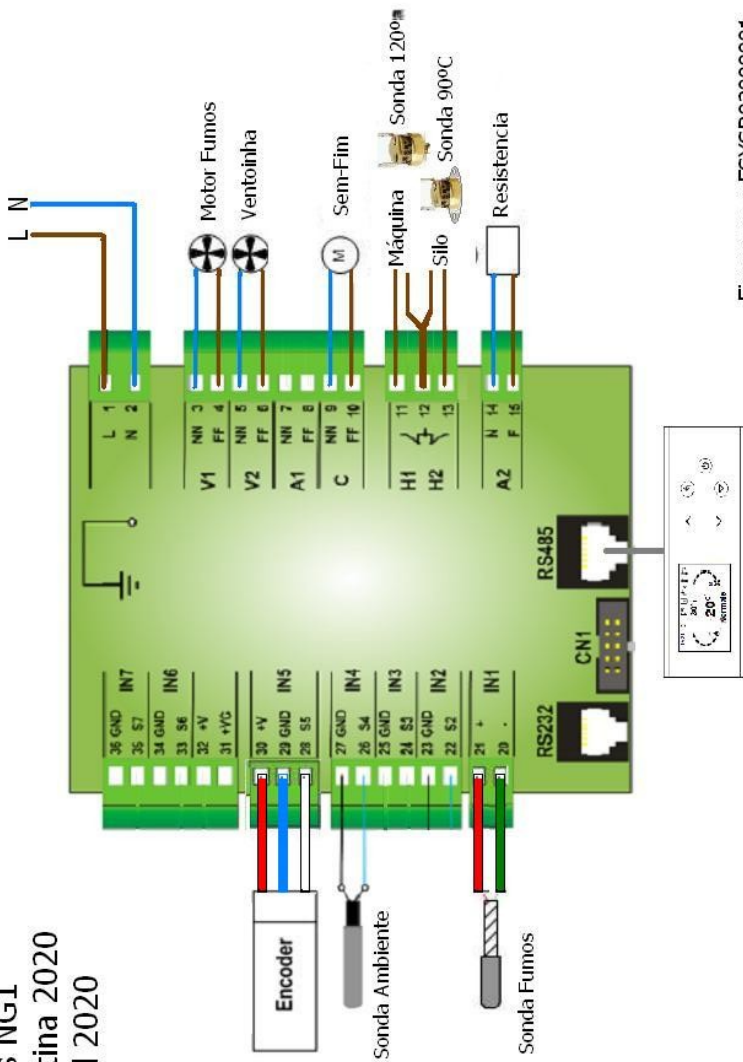 NG1
2020
2020
L N
Motor Fumos
Ventoinha
Sem-Fim
M
Máquina
Sonda 120º
Sonda 90ºC
Silo
Resistencia
L 1
N 2
V1
NN 3
FF 4
V2
NN 5
FF 6
A1
NN 7
FF 8
C
NN 9
FF 10
H1
H2
11
12
13
A2
N 14
F 15
36 GND
35 S7
IN7
34 GND
33 S6
IN6
32 +V
31 +VG
30 +V
29 GND
28 S5
IN5
27 GND
26 S4
IN4
25 GND
24 S3
IN3
23 GND
22 S2
IN2
21 +
20 -
IN1
Encoder
Sonda Ambiente
Sonda Fumos
RS232
CN1
RS485
20°
Normale